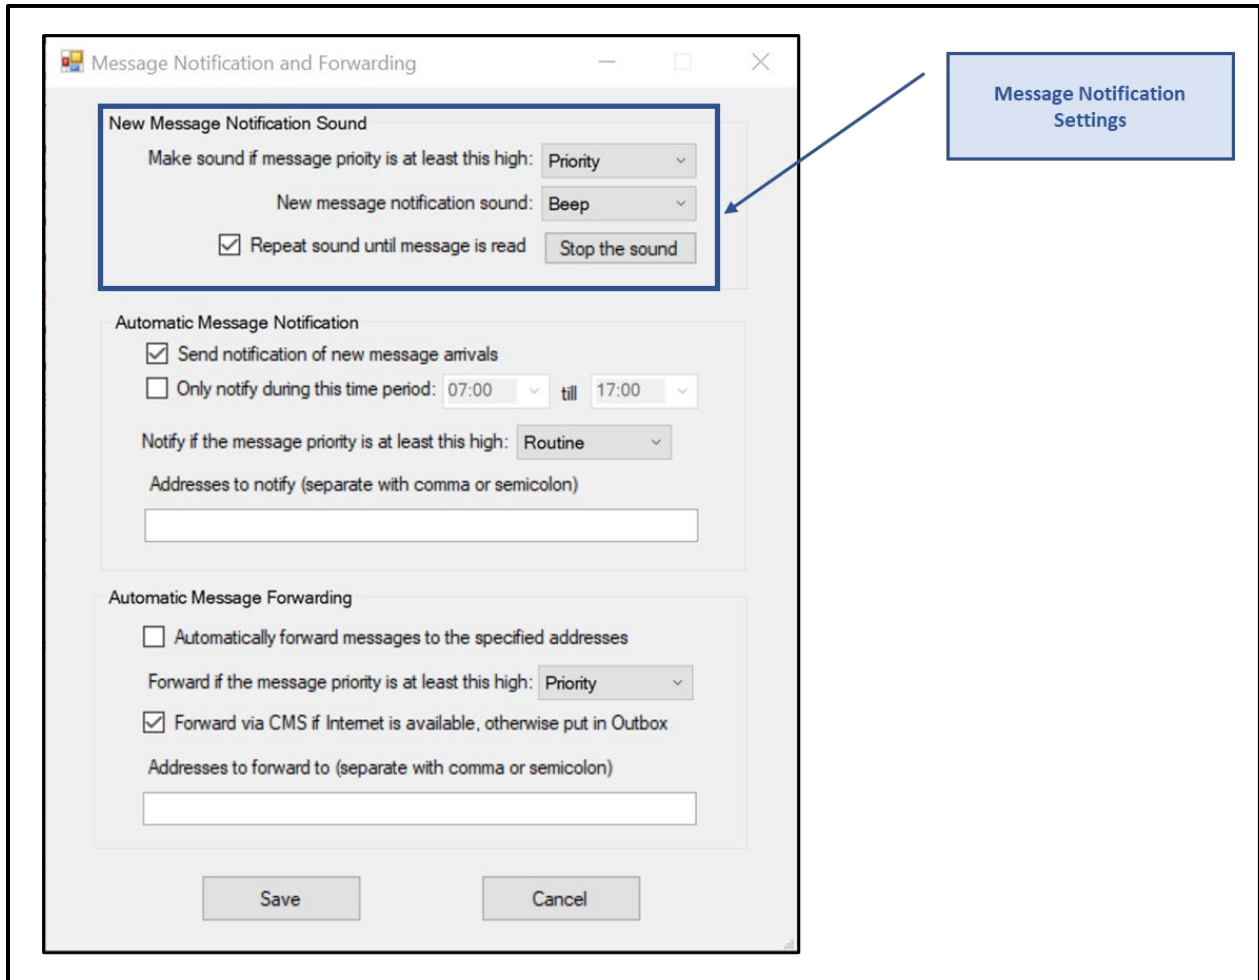 Message Notification and Forwarding
Message Notification
Settings
New Message Notification Sound
Make sound if message prioity is at least this high: Priority
New message notification sound: Beep
Repeat sound until message is read Stop the sound
Automatic Message Notification
Send notification of new message arrivals
Only notify during this time period: 07:00 till 17:00
Notify if the message priority is at least this high: Routine
Addresses to notify (separate with comma or semicolon)
Automatic Message Forwarding
Automatically forward messages to the specified addresses
Forward if the message priority is at least this high: Priority
Forward via CMS if Internet is available, otherwise put in Outbox
Addresses to forward to (separate with comma or semicolon)
Save Cancel